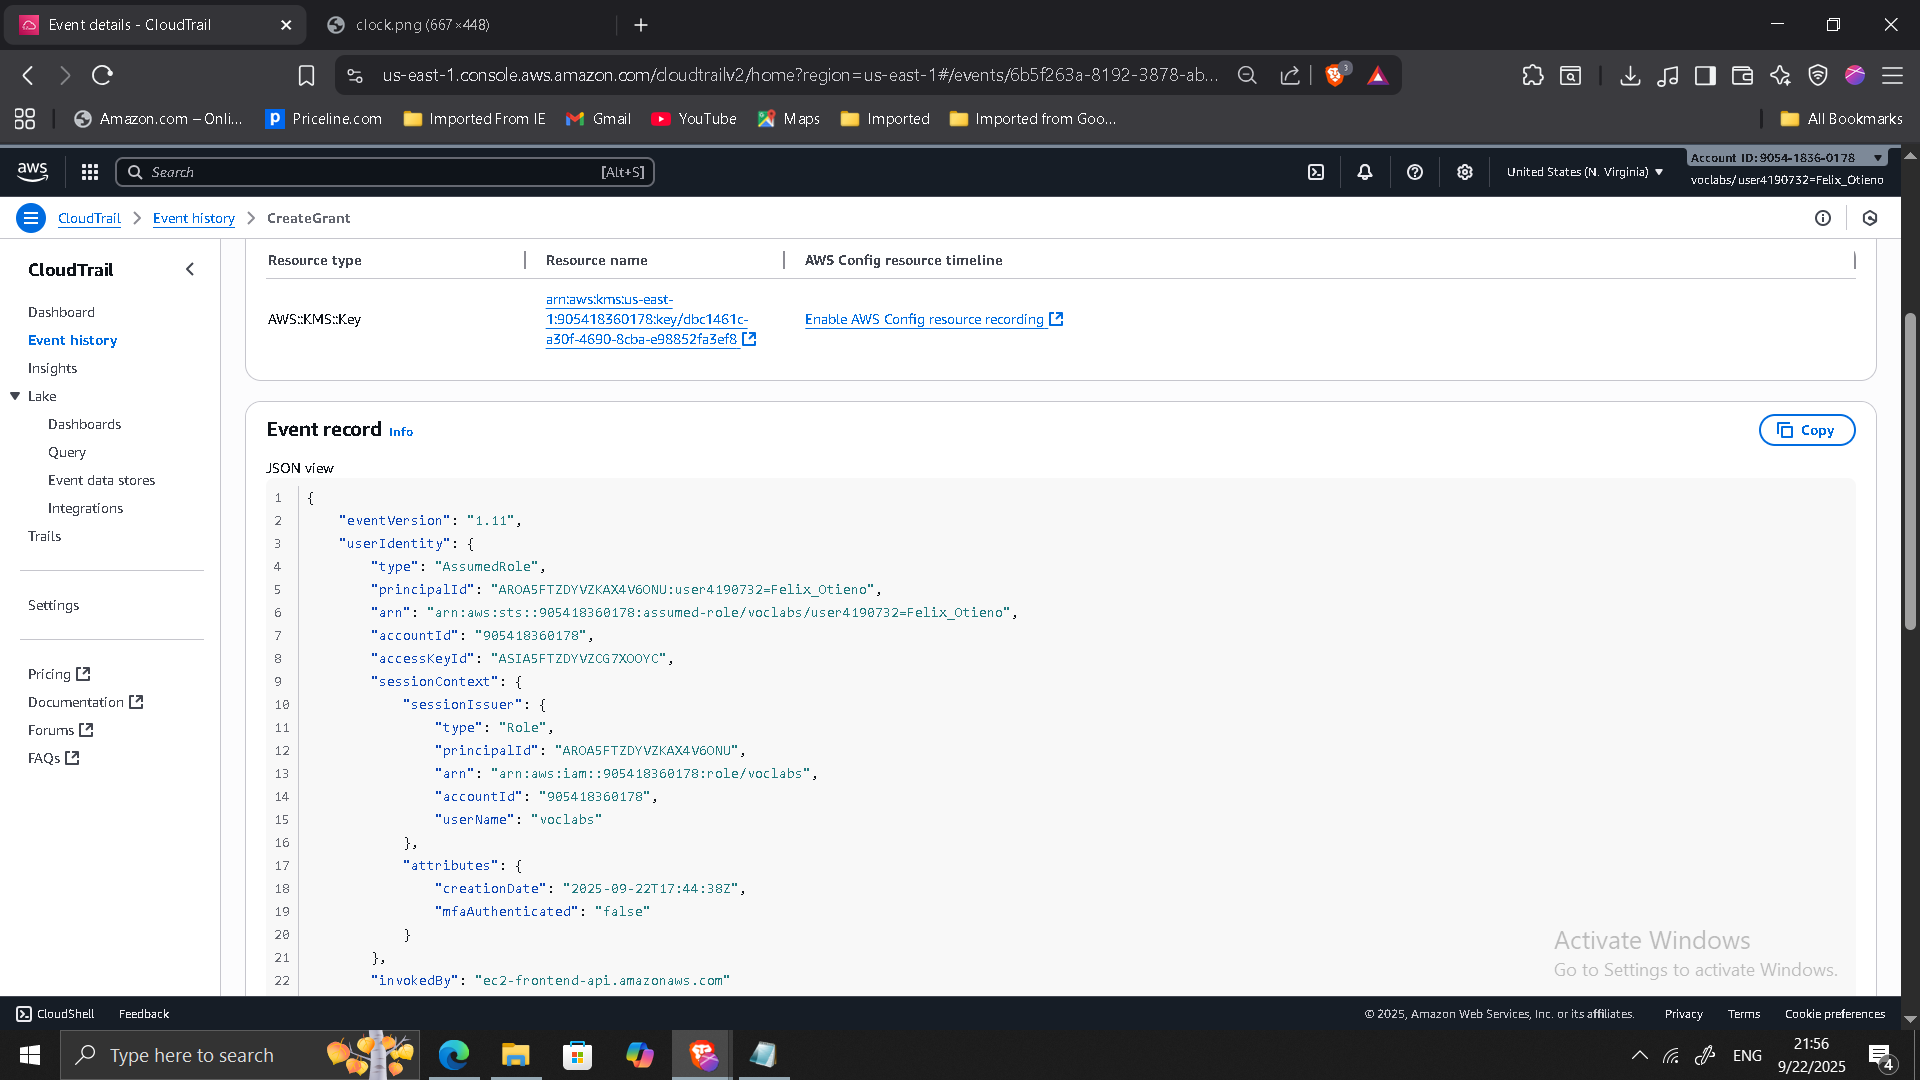 Event details - CloudTrail
clock.png (667×448)
us-east-1.console.aws.amazon.com/cloudtrailv2/home?region=us-east-1#/events/6b5f263a-8192-3878-ab...
3
Amazon.com – Onli...
Priceline.com
Imported From IE
Gmail
YouTube
Maps
Imported
Imported from Goo...
All Bookmarks
aws
Search
[Alt+S]
United States (N. Virginia)
Account ID: 9054-1836-0178
voclabs/user4190732=Felix_Otieno
CloudTrail
Event history
CreateGrant
CloudTrail
Dashboard
Event history
Insights
Lake
Dashboards
Query
Event data stores
Integrations
Trails
Settings
Pricing
Documentation
Forums
FAQs
Resource type
Resource name
AWS Config resource timeline
AWS::KMS::Key
arn:aws:kms:us-east-
1:905418360178:key/dbc1461c-
a30f-4690-8cba-e98852fa3ef8
Enable AWS Config resource recording
Event record Info
Copy
JSON view
1 {
2 "eventVersion": "1.11",
3 "userIdentity": {
4 "type": "AssumedRole",
5 "principalId": "AROA5FTZDYVZKAX4V6ONU:user4190732=Felix_Otieno",
6 "arn": "arn:aws:sts::905418360178:assumed-role/voclabs/user4190732=Felix_Otieno",
7 "accountId": "905418360178",
8 "accessKeyId": "ASIA5FTZDYVZCG7XOOYC",
9 "sessionContext": {
10 "sessionIssuer": {
11 "type": "Role",
12 "principalId": "AROA5FTZDYVZKAX4V6ONU",
13 "arn": "arn:aws:iam::905418360178:role/voclabs",
14 "accountId": "905418360178",
15 "userName": "voclabs"
16 },
17 "attributes": {
18 "creationDate": "2025-09-22T17:44:38Z",
19 "mfaAuthenticated": "false"
20 }
21 },
22 "invokedBy": "ec2-frontend-api.amazonaws.com"
Activate Windows
Go to Settings to activate Windows.
CloudShell
Feedback
© 2025, Amazon Web Services, Inc. or its affiliates.
Privacy
Terms
Cookie preferences
Type here to search
ENG
21:56
9/22/2025
4